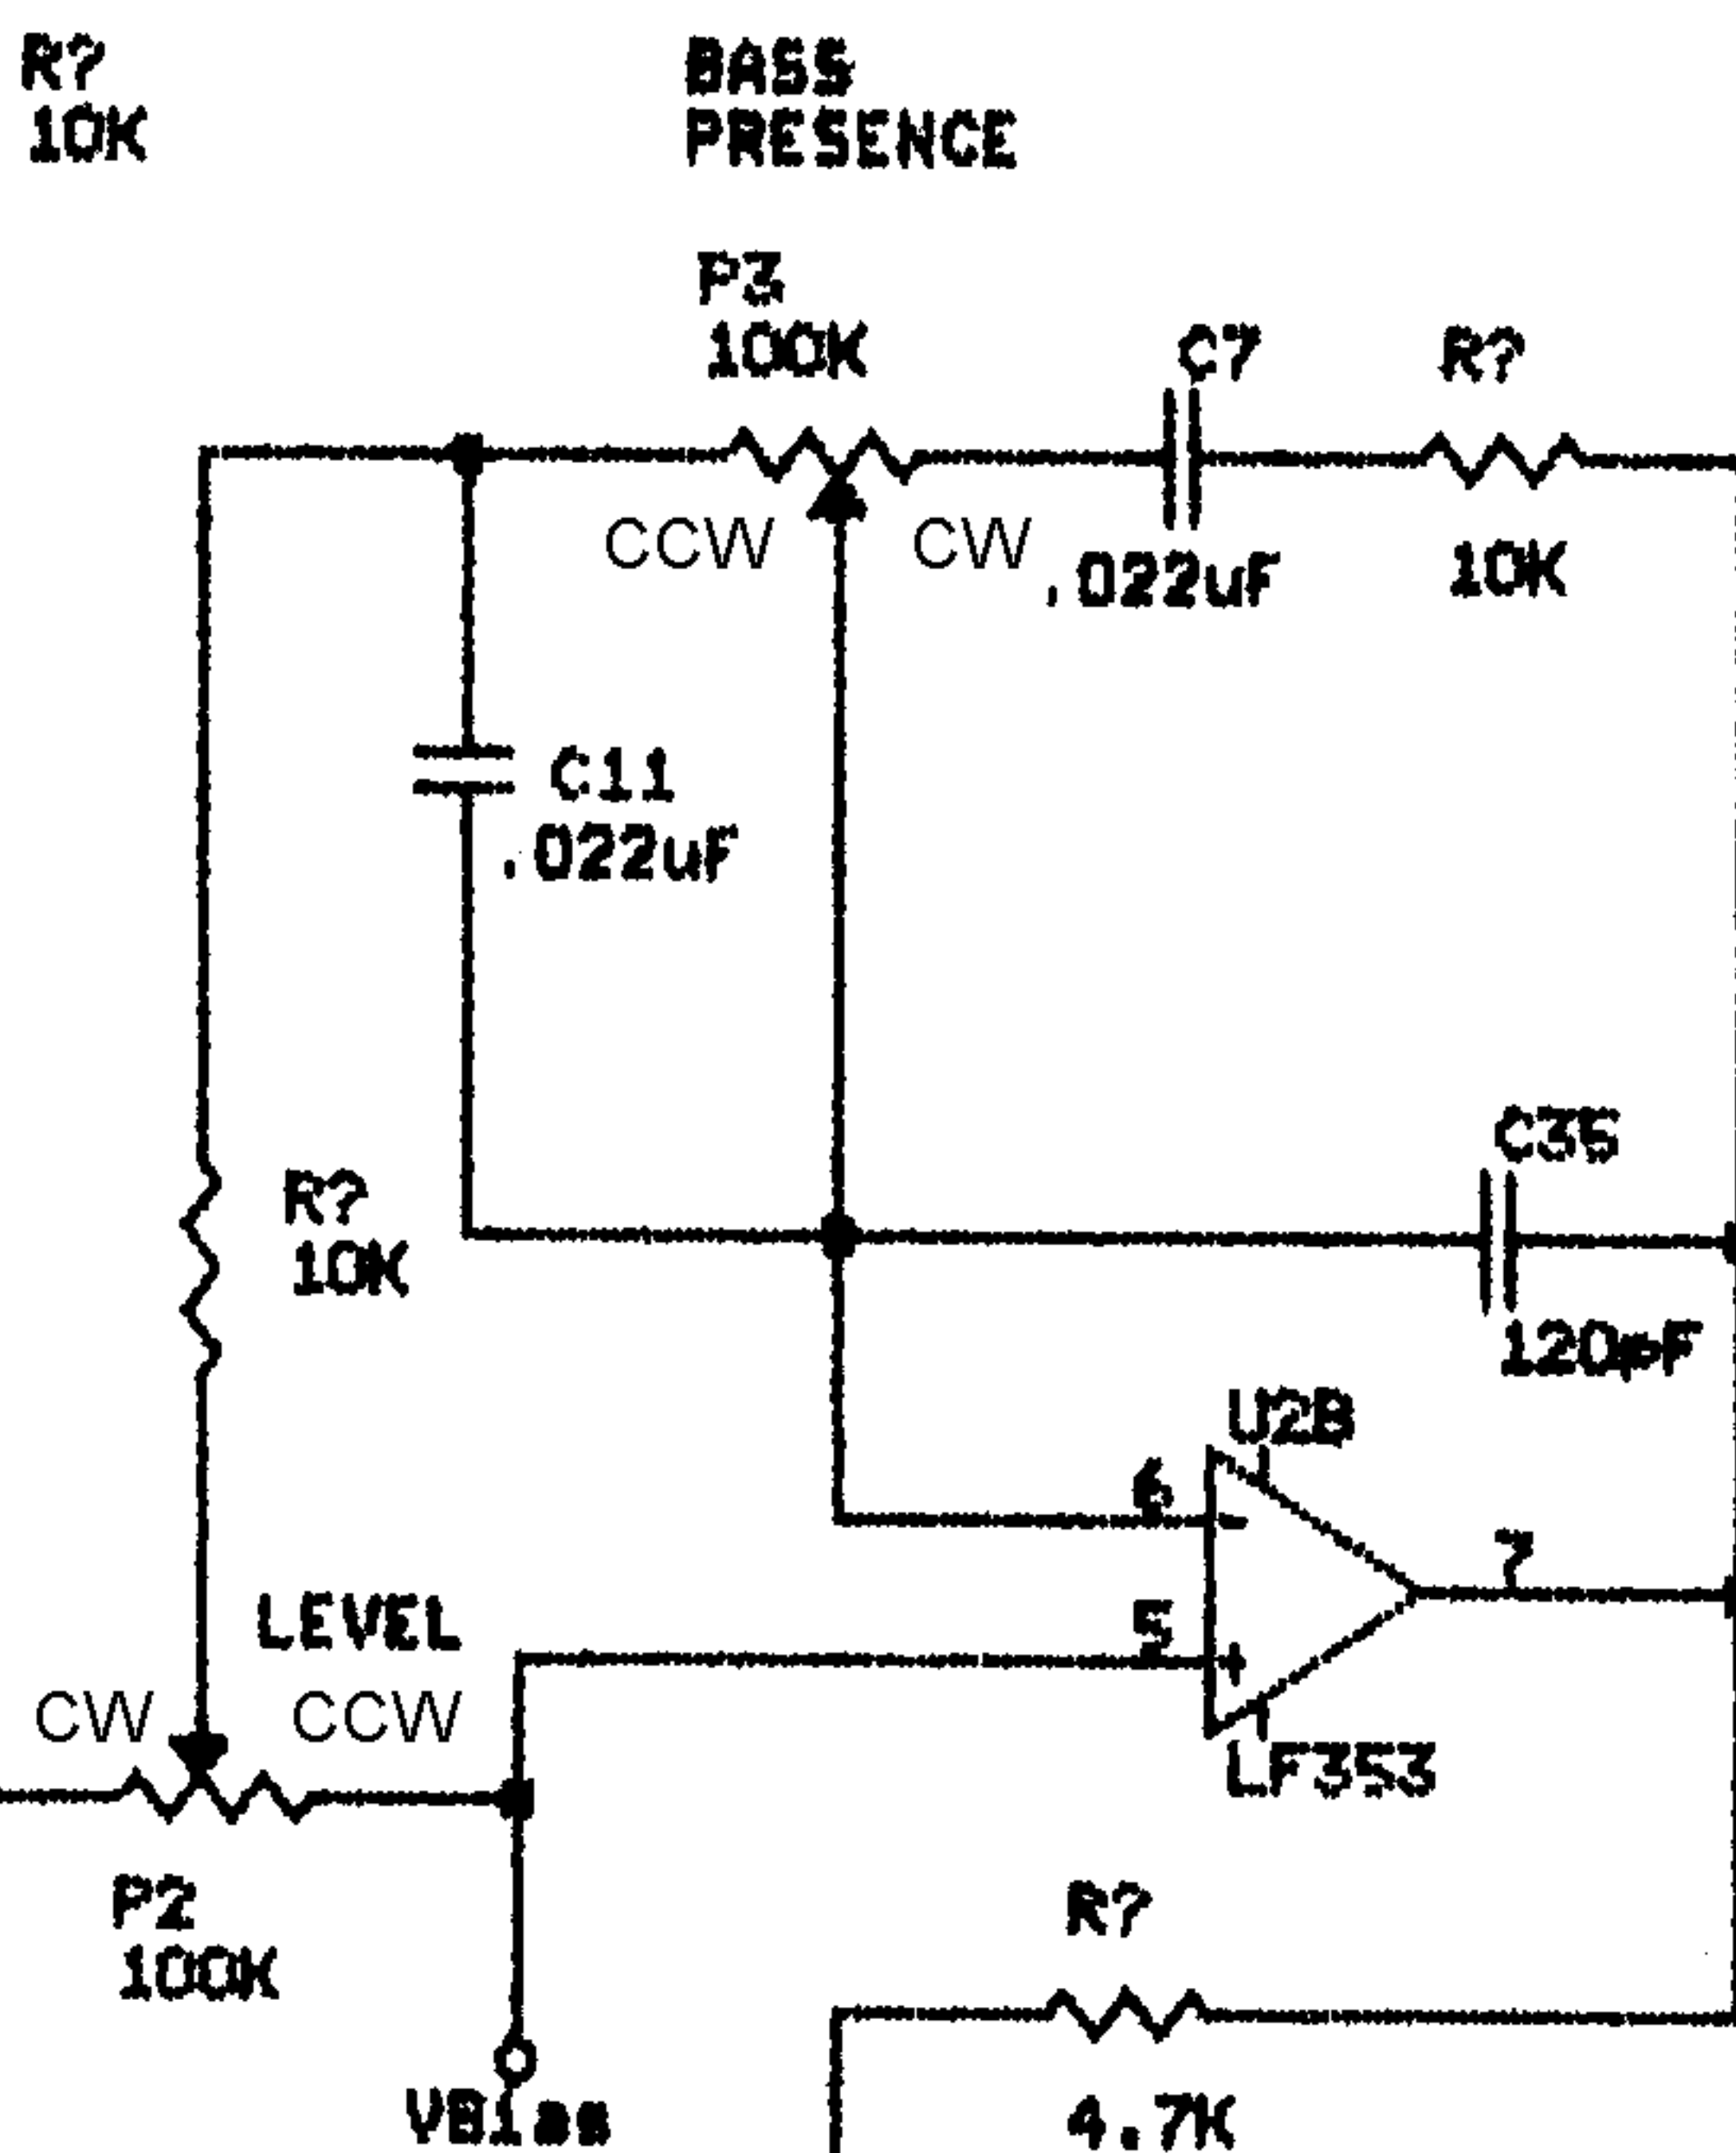 R?
10K
BASS
PRESENCE
P3
100K
C7
R?
CCW
CW
.022uF
10K
C11
.022uF
C35
R?
10K
120pF
U2B
6
7
LEVEL
5
CW
CCW
-
+
LF353
P2
100K
R?
VBias
4.7K